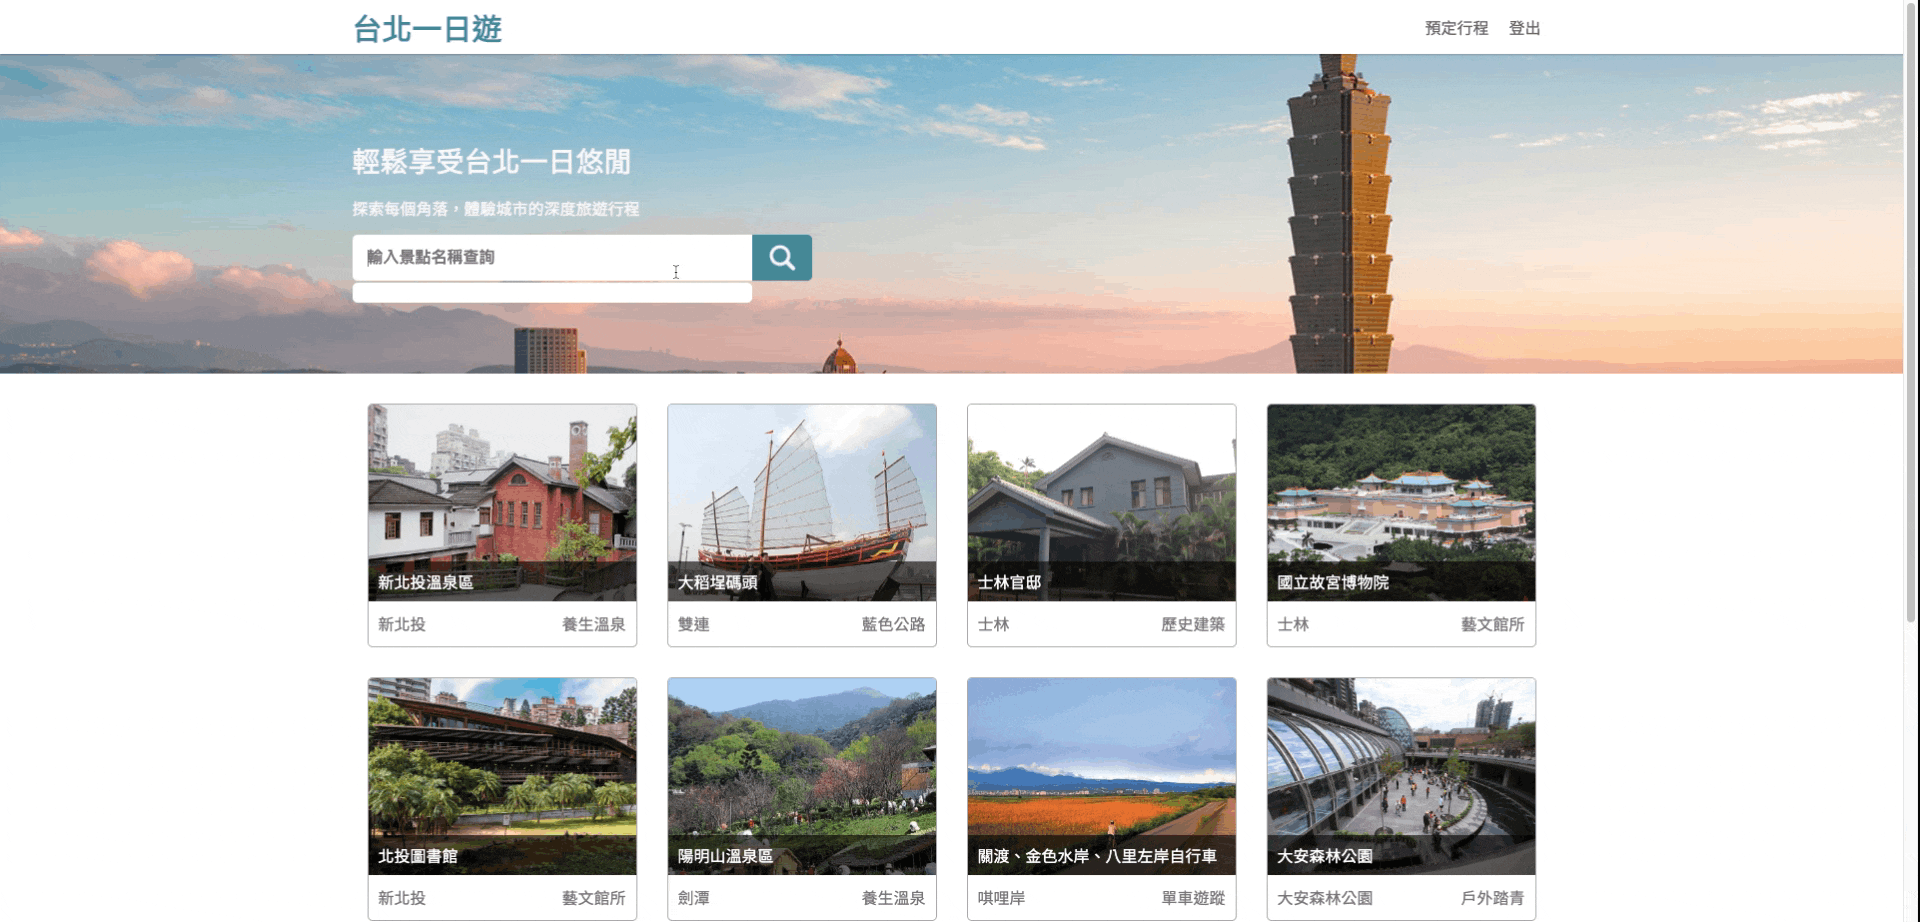 台北一日遊
預定行程 登出
輕鬆享受台北一日悠閒
探索每個角落，體驗城市的深度旅遊行程
輸入景點名稱查詢
新北投溫泉區
新北投 養生溫泉
大稻埕碼頭
雙連 藍色公路
士林官邸
士林 歷史建築
國立故宮博物院
士林 藝文館所
北投圖書館
新北投 藝文館所
陽明山溫泉區
劍潭 養生溫泉
關渡、金色水岸、八里左岸自行車
唭哩岸 單車遊蹤
大安森林公園
大安森林公園 戶外踏青